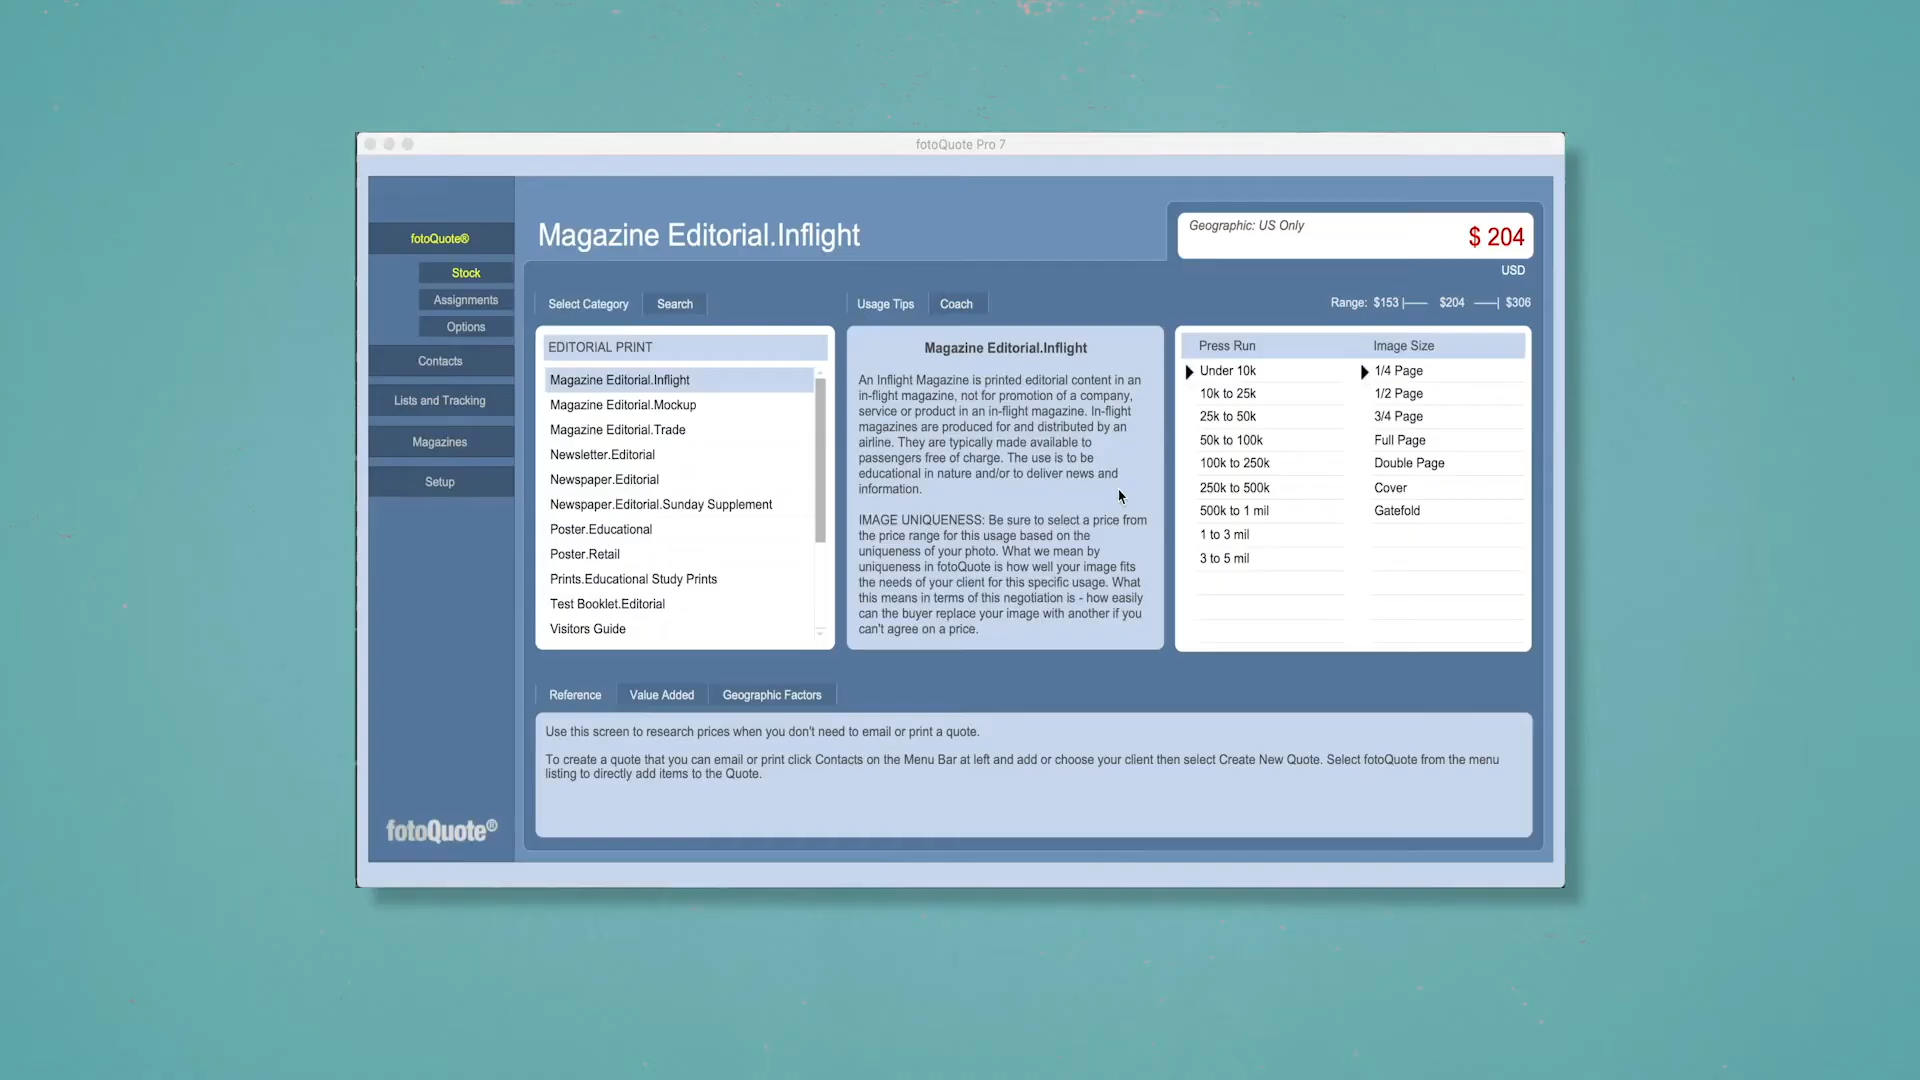 fotoQuote Pro 7
fotoQuote®
Stock
Assignments
Options
Contacts
Lists and Tracking
Magazines
Setup
fotoQuote®
Magazine Editorial.Inflight
Geographic: US Only
$ 204
USD
Select Category
Search
Usage Tips
Coach
Range: $153 |—— $204 ——| $306
EDITORIAL PRINT
Magazine Editorial.Inflight
Magazine Editorial.Mockup
Magazine Editorial.Trade
Newsletter.Editorial
Newspaper.Editorial
Newspaper.Editorial.Sunday Supplement
Poster.Educational
Poster.Retail
Prints.Educational Study Prints
Test Booklet.Editorial
Visitors Guide
Magazine Editorial.Inflight
An Inflight Magazine is printed editorial content in an
in-flight magazine, not for promotion of a company,
service or product in an in-flight magazine. In-flight
magazines are produced for and distributed by an
airline. They are typically made available to
passengers free of charge. The use is to be
educational in nature and/or to deliver news and
information.
IMAGE UNIQUENESS: Be sure to select a price from
the price range for this usage based on the
uniqueness of your photo. What we mean by
uniqueness in fotoQuote is how well your image fits
the needs of your client for this specific usage. What
this means in terms of this negotiation is - how easily
can the buyer replace your image with another if you
can't agree on a price.
Press Run
Under 10k
10k to 25k
25k to 50k
50k to 100k
100k to 250k
250k to 500k
500k to 1 mil
1 to 3 mil
3 to 5 mil
Image Size
1/4 Page
1/2 Page
3/4 Page
Full Page
Double Page
Cover
Gatefold
Reference
Value Added
Geographic Factors
Use this screen to research prices when you don't need to email or print a quote.
To create a quote that you can email or print click Contacts on the Menu Bar at left and add or choose your client then select Create New Quote. Select fotoQuote from the menu
listing to directly add items to the Quote.